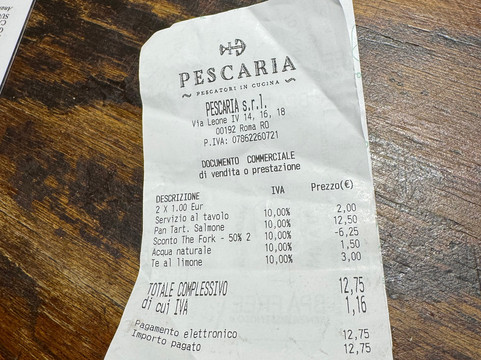 PESCARIA
~ PESCATORI IN CUCINA ~
PESCARIA s.r.l.
Via Leone IV 14, 16, 18
00192 Roma RO
P.IVA: 07862260721
DOCUMENTO COMMERCIALE
di vendita o prestazione
DESCRIZIONE IVA Prezzo(€)
2 X 1.00 Eur
Servizio al tavolo 10,00% 2,00
Pan Tart. Salmone 10,00% 12,50
Sconto The Fork - 50% 2 10,00% -6,25
Acqua naturale 10,00% 1,50
Te al limone 10,00% 3,00
TOTALE COMPLESSIVO 12,75
di cui IVA 1,16
Pagamento elettronico 12,75
Importo pagato 12,75